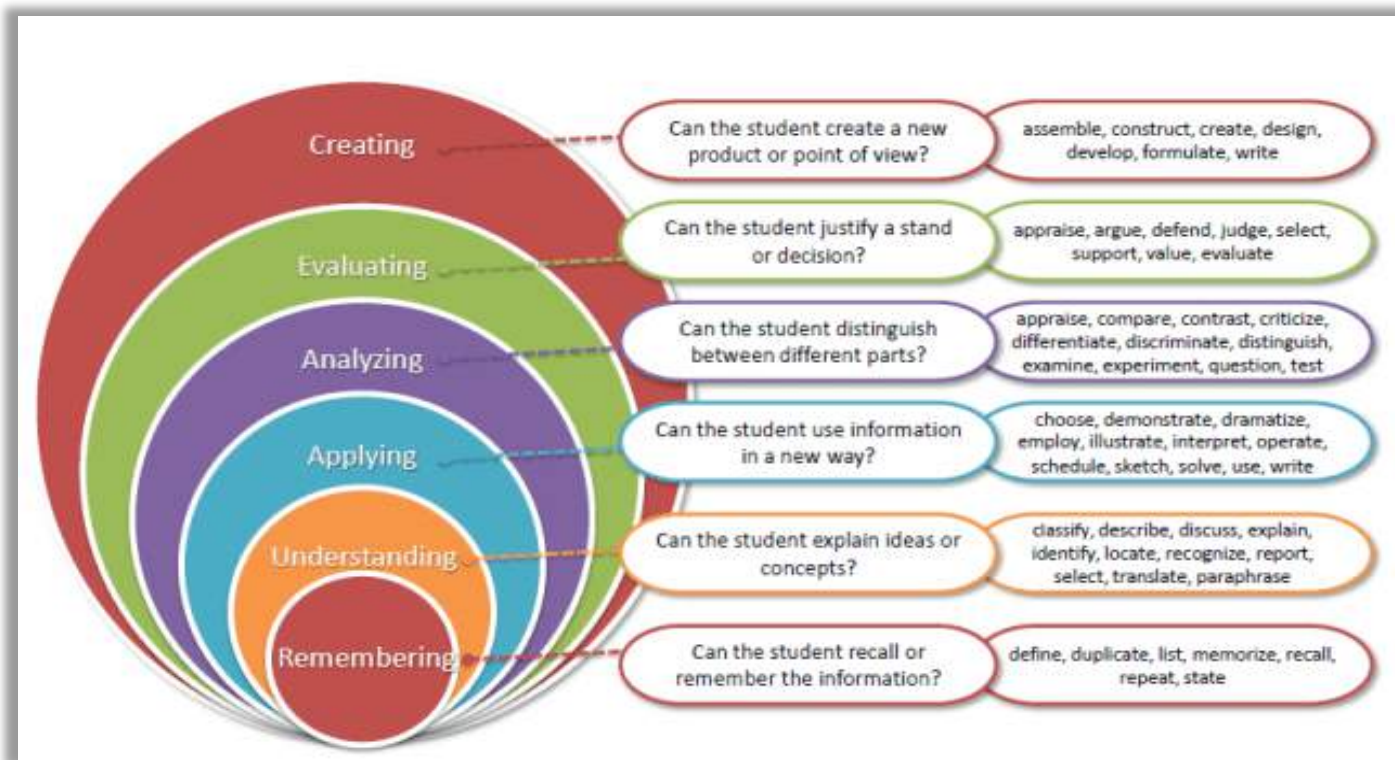 Creating
Can the student create a new
product or point of view?
assemble, construct, create, design,
develop, formulate, write
Evaluating
Can the student justify a stand
or decision?
appraise, argue, defend, judge, select,
support, value, evaluate
Analyzing
Can the student distinguish
between different parts?
appraise, compare, contrast, criticize,
differentiate, discriminate, distinguish,
examine, experiment, question, test
Applying
Can the student use information
in a new way?
choose, demonstrate, dramatize,
employ, illustrate, interpret, operate,
schedule, sketch, solve, use, write
Understanding
Can the student explain ideas or
concepts?
classify, describe, discuss, explain,
identify, locate, recognize, report,
select, translate, paraphrase
Remembering
Can the student recall or
remember the information?
define, duplicate, list, memorize, recall,
repeat, state